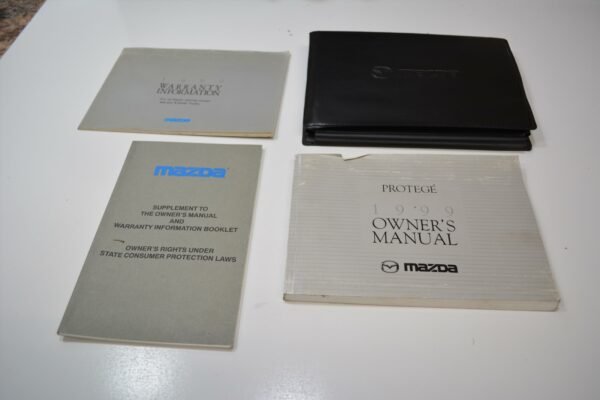 WARRANTY
INFORMATION
mazda
mazda
mazda
SUPPLEMENT TO
THE OWNER'S MANUAL
AND
WARRANTY INFORMATION BOOKLET
OWNER'S RIGHTS UNDER
STATE CONSUMER PROTECTION LAWS
PROTEGÉ
1999
OWNER'S
MANUAL
mazda